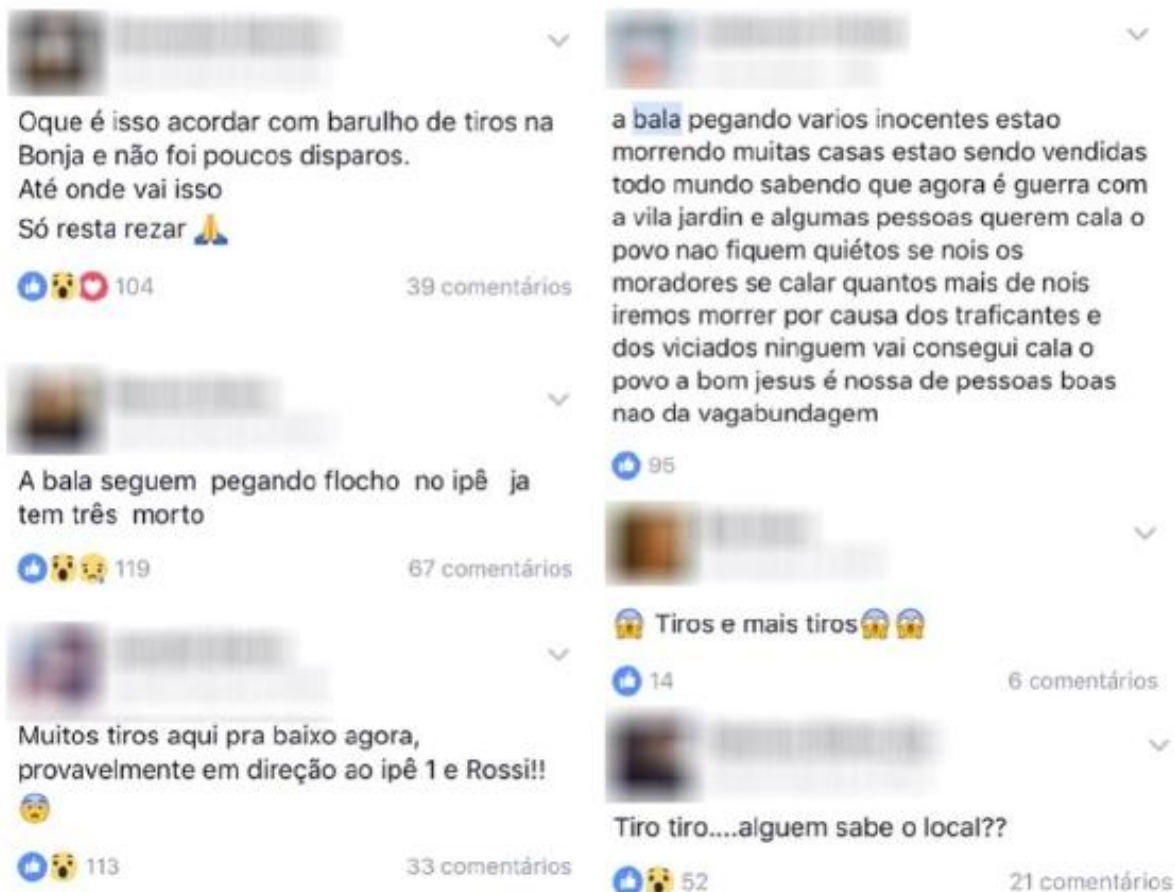 Oque é isso acordar com barulho de tiros na
Bonja e não foi poucos disparos.
Até onde vai isso
Só resta rezar 🙏
104
39 comentários
A bala seguem pegando flocho no ipê ja
tem três morto
119
67 comentários
Muitos tiros aqui pra baixo agora,
provavelmente em direção ao ipê 1 e Rossi!!
😨
113
33 comentários
a bala pegando varios inocentes estao
morrendo muitas casas estao sendo vendidas
todo mundo sabendo que agora é guerra com
a vila jardin e algumas pessoas querem cala o
povo nao fiquem quiétos se nois os
moradores se calar quantos mais de nois
iremos morrer por causa dos traficantes e
dos viciados ninguem vai consegui cala o
povo a bom jesus é nossa de pessoas boas
nao da vagabundagem
95
😱 Tiros e mais tiros😱😱
14
6 comentários
Tiro tiro....alguem sabe o local??
52
21 comentários